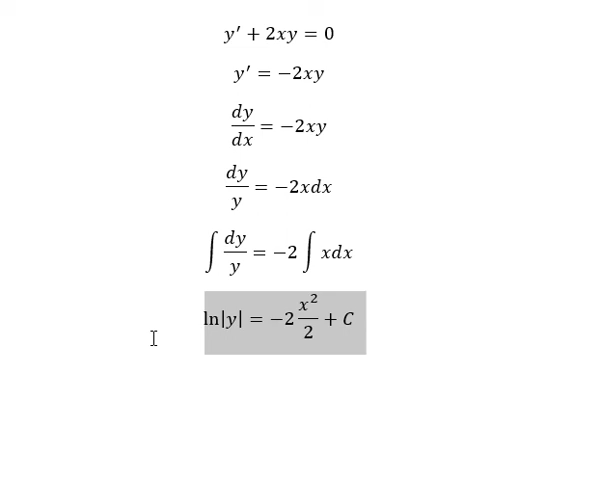 y′ + 2xy = 0
y′ = −2xy
dy/dx = −2xy
dy/y = −2xdx
∫ dy/y = −2 ∫ xdx
ln|y| = −2 x²/2 + C